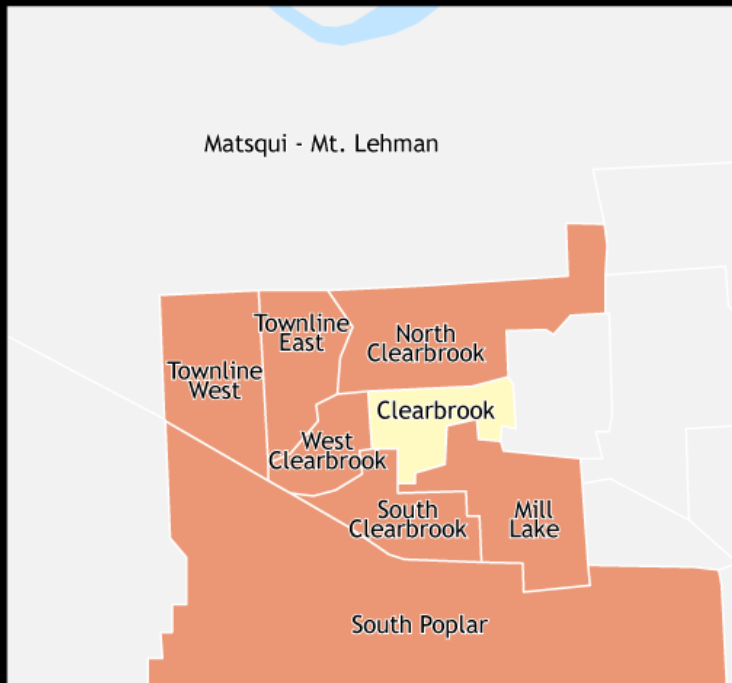 Matsqui - Mt. Lehman
Townline
East
North
Clearbrook
Townline
West
Clearbrook
West
Clearbrook
South
Clearbrook
Mill
Lake
South Poplar